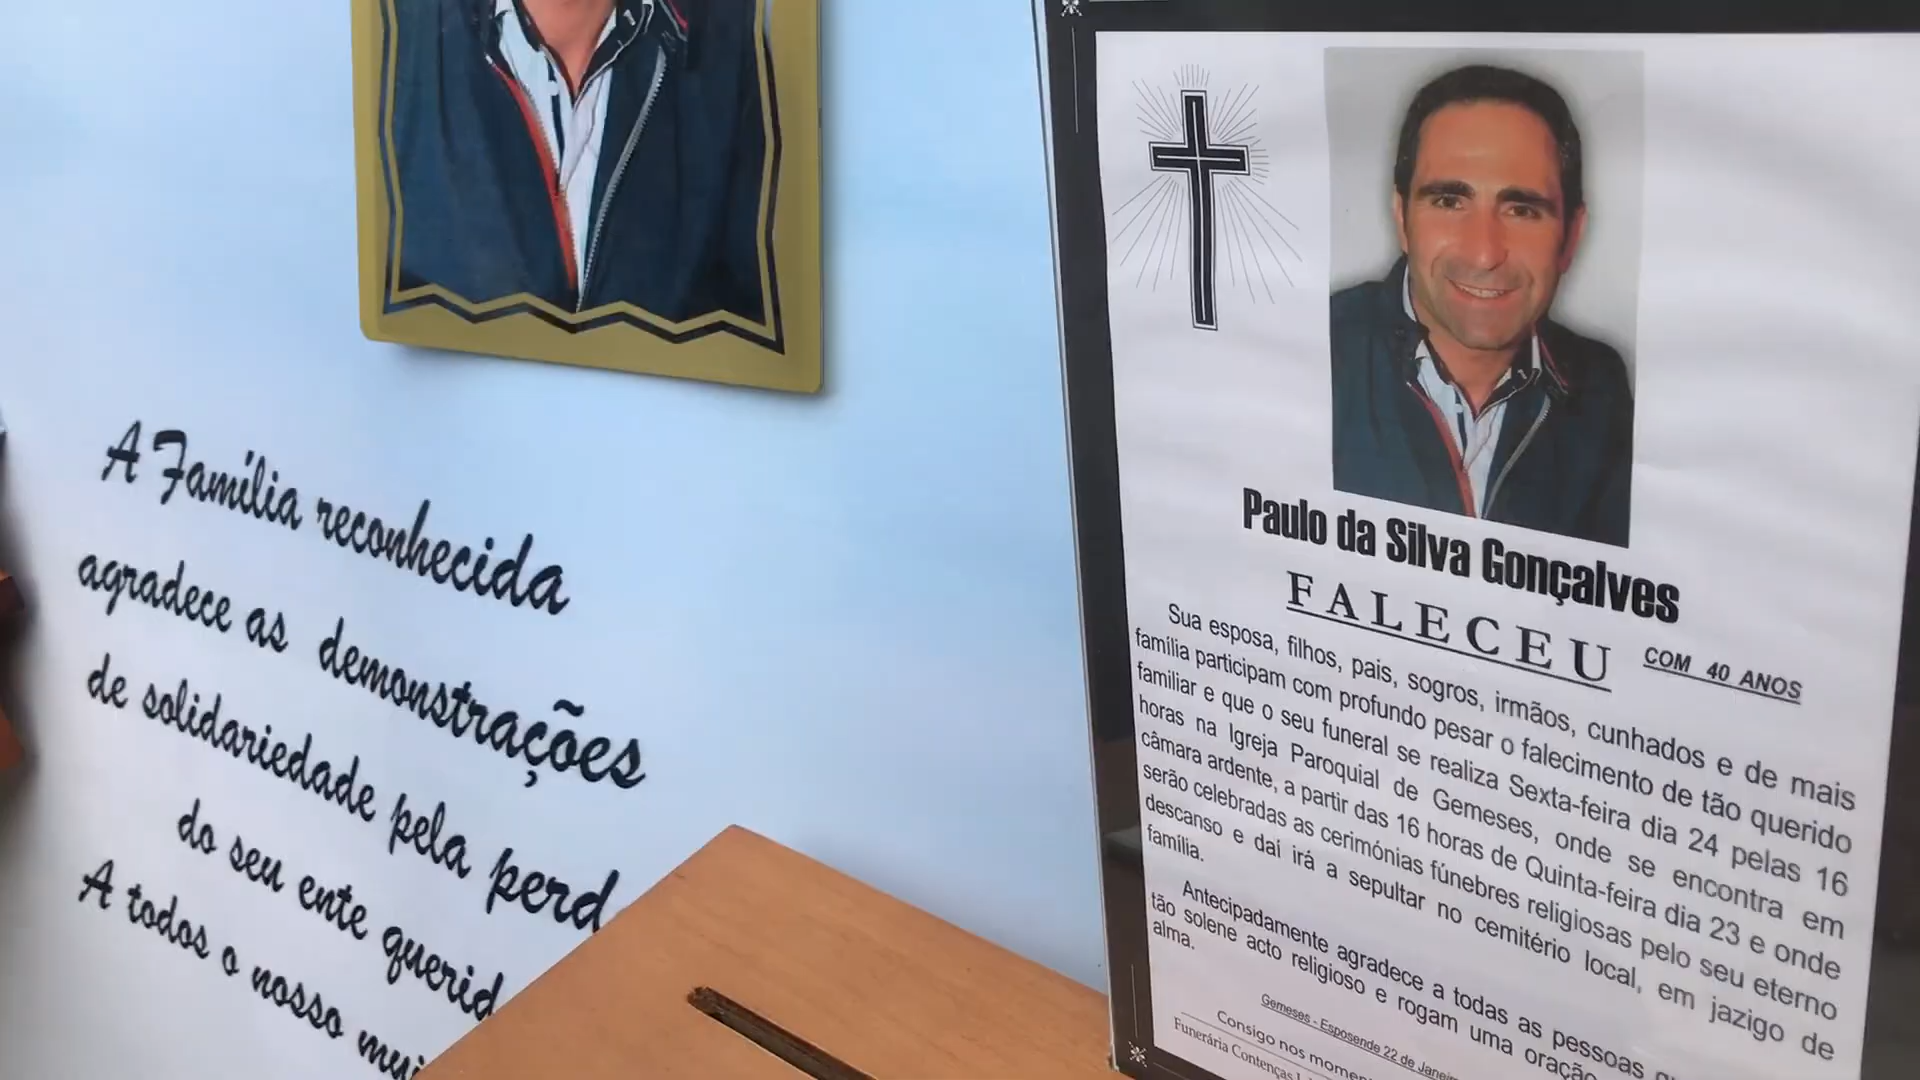 A Família reconhecida
agradece as demonstrações
de solidariedade pela perd
do seu ente querid
A todos o nosso mui
Paulo da Silva Gonçalves
FALECEU COM 40 ANOS
Sua esposa, filhos, pais, sogros, irmãos, cunhados e de mais
família participam com profundo pesar o falecimento de tão querido
familiar e que o seu funeral se realiza Sexta-feira dia 24 pelas 16
horas na Igreja Paroquial de Gemeses, onde se encontra em
câmara ardente, a partir das 16 horas de Quinta-feira dia 23 e onde
serão celebradas as cerimónias fúnebres religiosas pelo seu eterno
descanso e daí irá a sepultar no cemitério local, em jazigo de
família.
Antecipadamente agradece a todas as pessoas
tão solene acto religioso e rogam uma oração
alma.
Gemeses - Esposende 22 de Janeir
Consigo nos momen
Funerária Contenças